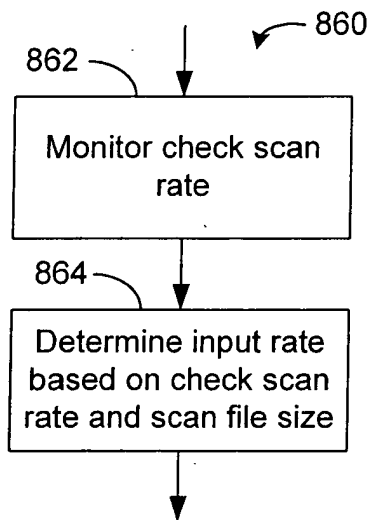 860
862
Monitor check scan
rate
864
Determine input rate
based on check scan
rate and scan file size